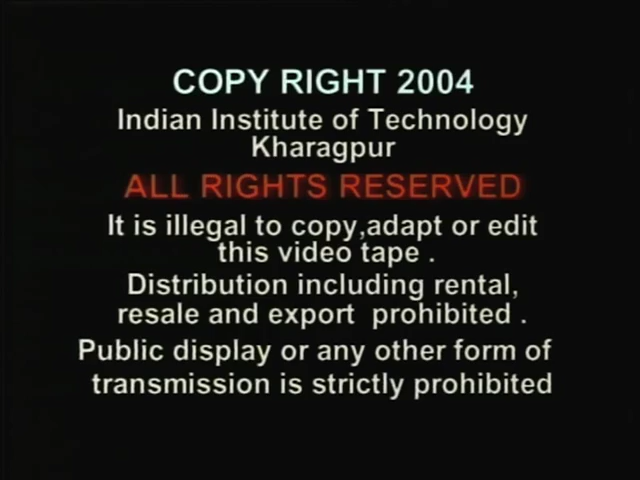 COPY RIGHT 2004
Indian Institute of Technology
Kharagpur
ALL RIGHTS RESERVED
It is illegal to copy,adapt or edit
this video tape .
Distribution including rental,
resale and export prohibited .
Public display or any other form of
transmission is strictly prohibited